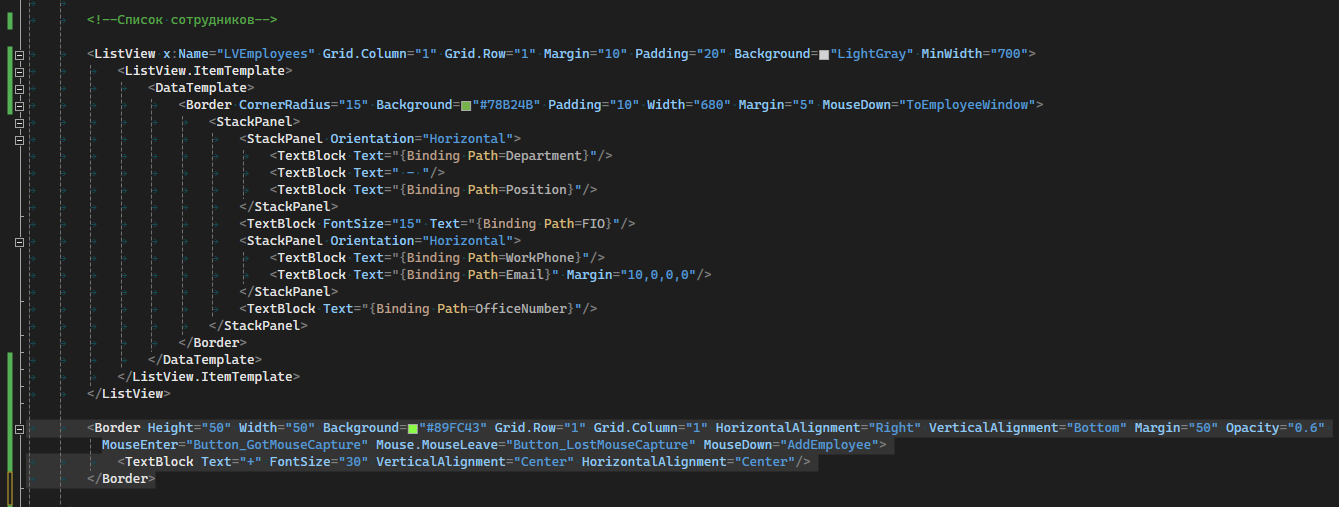 <!--Список сотрудников-->
<ListView x:Name="LVEmployees" Grid.Column="1" Grid.Row="1" Margin="10" Padding="20" Background="LightGray" MinWidth="700">
<ListView.ItemTemplate>
<DataTemplate>
<Border CornerRadius="15" Background="#78B24B" Padding="10" Width="680" Margin="5" MouseDown="ToEmployeeWindow">
<StackPanel>
<StackPanel Orientation="Horizontal">
<TextBlock Text="{Binding Path=Department}"/>
<TextBlock Text=" - "/>
<TextBlock Text="{Binding Path=Position}"/>
</StackPanel>
<TextBlock FontSize="15" Text="{Binding Path=FIO}"/>
<StackPanel Orientation="Horizontal">
<TextBlock Text="{Binding Path=WorkPhone}"/>
<TextBlock Text="{Binding Path=Email}" Margin="10,0,0,0"/>
</StackPanel>
<TextBlock Text="{Binding Path=OfficeNumber}"/>
</StackPanel>
</Border>
</DataTemplate>
</ListView.ItemTemplate>
</ListView>
<Border Height="50" Width="50" Background="#89FC43" Grid.Row="1" Grid.Column="1" HorizontalAlignment="Right" VerticalAlignment="Bottom" Margin="50" Opacity="0.6"
MouseEnter="Button_GotMouseCapture" Mouse.MouseLeave="Button_LostMouseCapture" MouseDown="AddEmployee">
<TextBlock Text="+" FontSize="30" VerticalAlignment="Center" HorizontalAlignment="Center"/>
</Border>